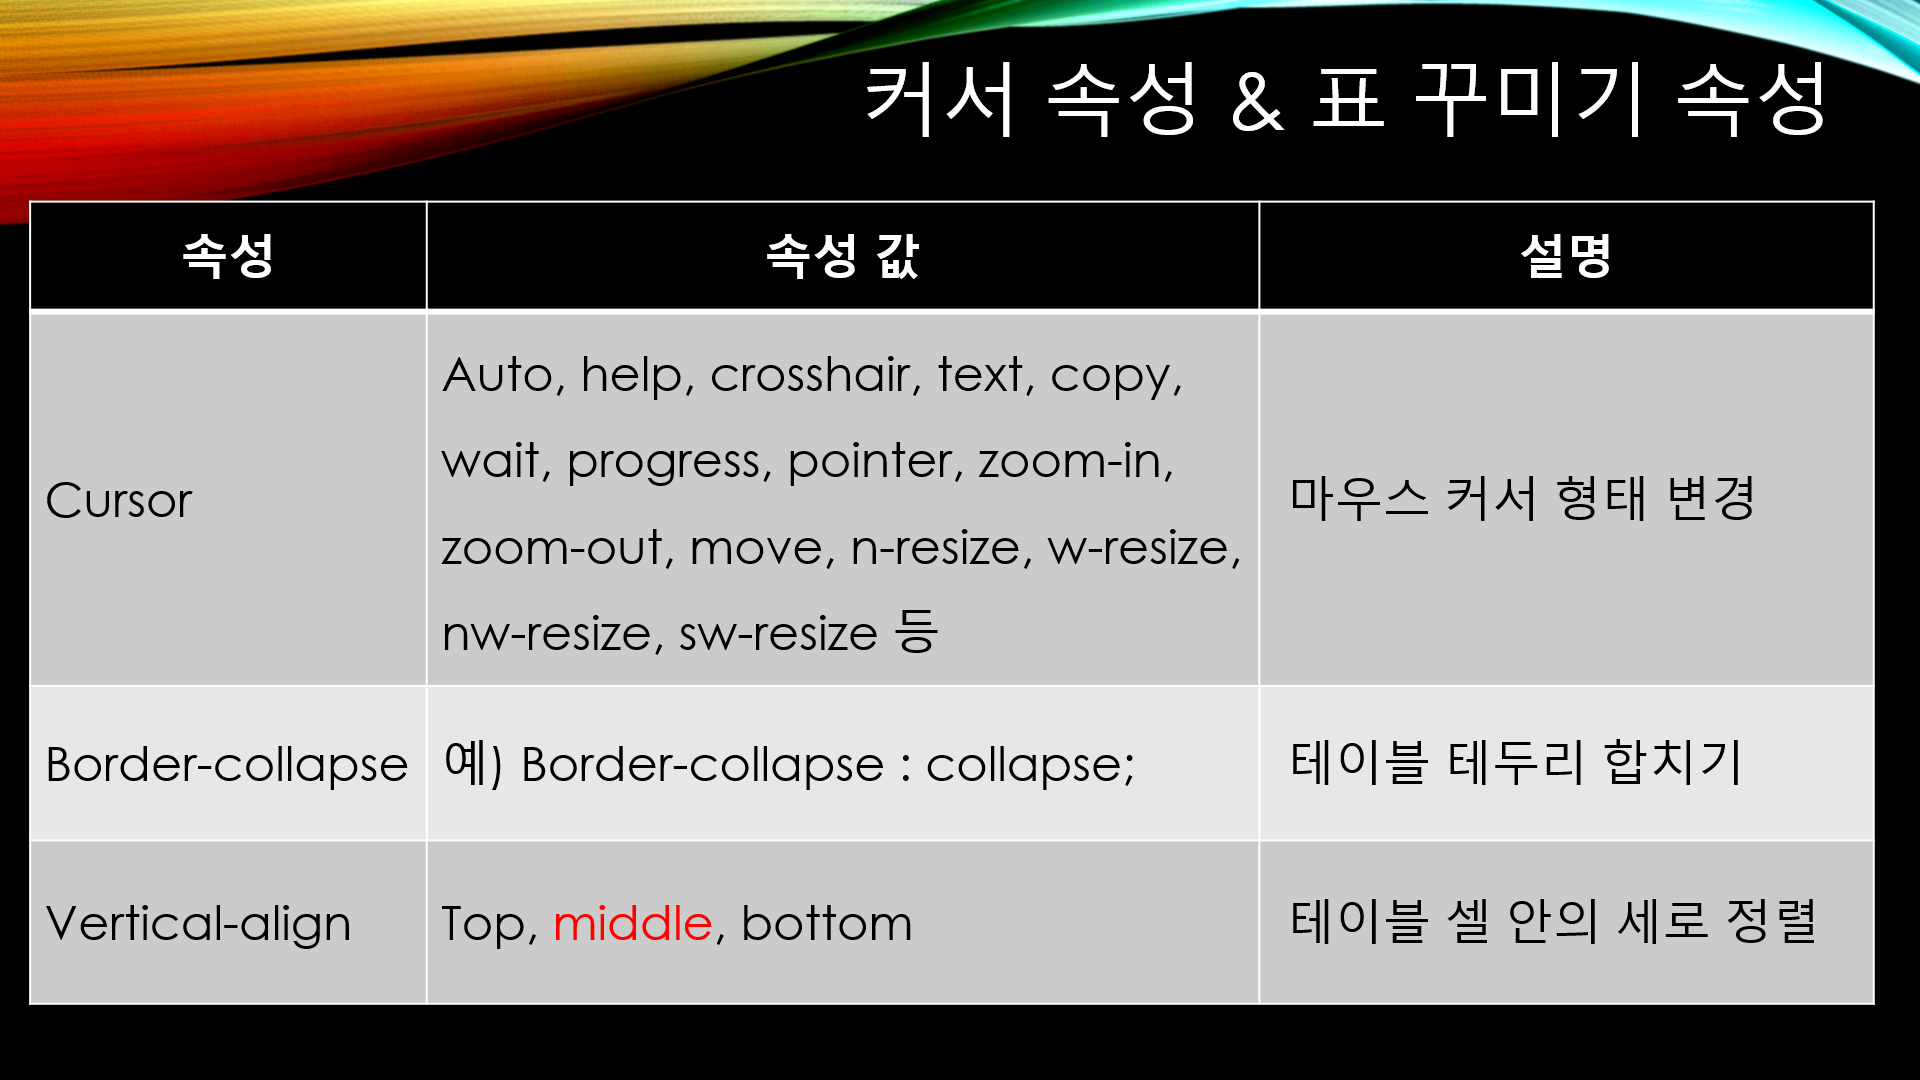 커서 속성 & 표 꾸미기 속성
속성
속성 값
설명
Cursor
Auto, help, crosshair, text, copy,
wait, progress, pointer, zoom-in,
zoom-out, move, n-resize, w-resize,
nw-resize, sw-resize 등
마우스 커서 형태 변경
Border-collapse
예) Border-collapse : collapse;
테이블 테두리 합치기
Vertical-align
Top, middle, bottom
테이블 셀 안의 세로 정렬